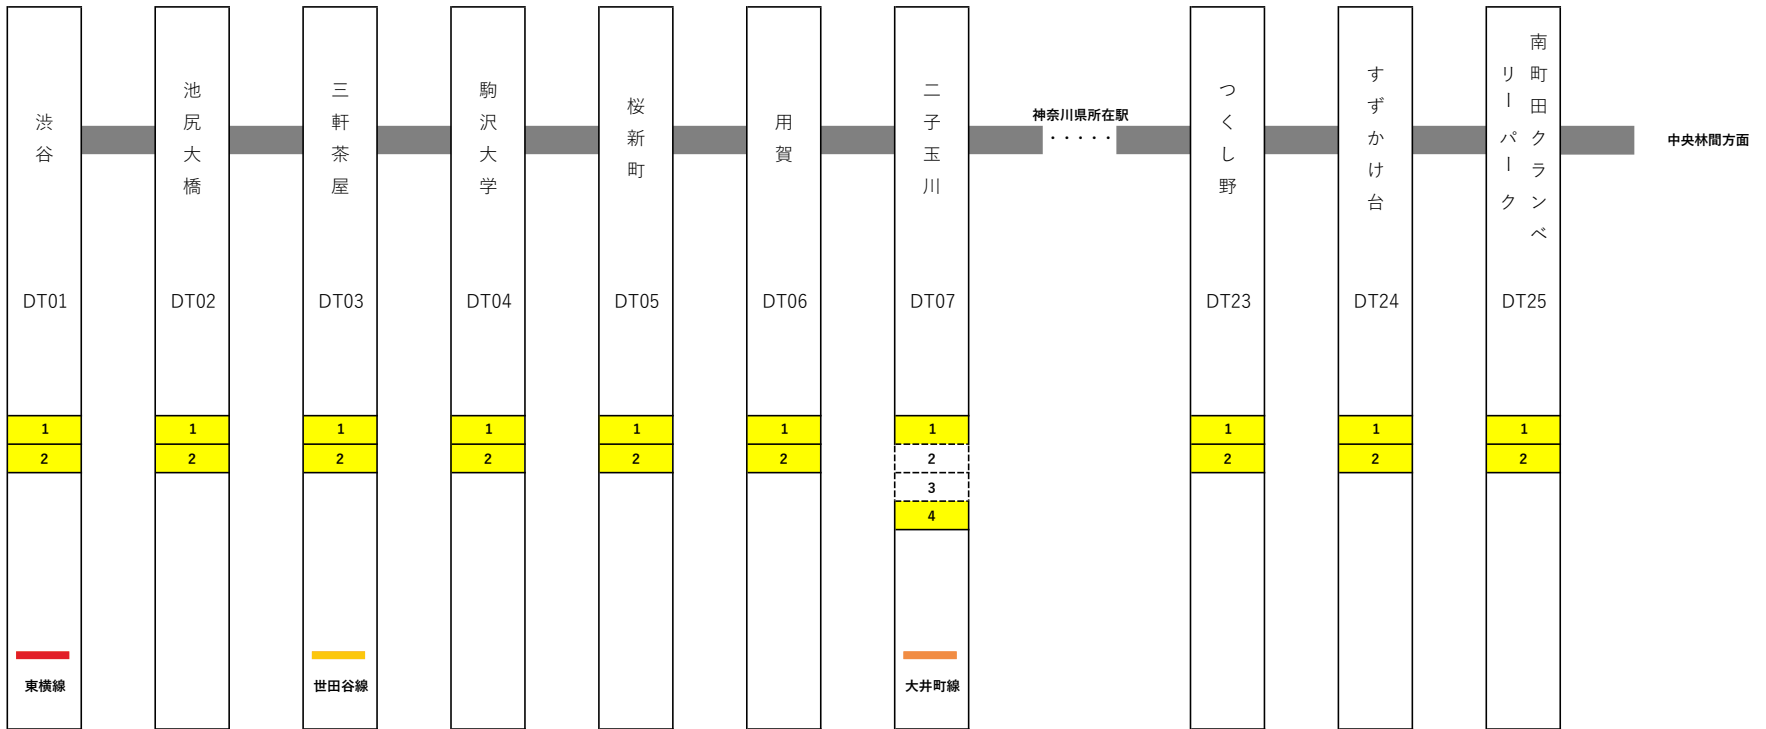 渋谷
DT01
1
2
東横線
池尻大橋
DT02
1
2
三軒茶屋
DT03
1
2
世田谷線
駒沢大学
DT04
1
2
桜新町
DT05
1
2
用賀
DT06
1
2
二子玉川
DT07
1
2
3
4
大井町線
神奈川県所在駅
・・・・・
つくし野
DT23
1
2
すずかけ台
DT24
1
2
南町田クランベ
リーパーク
DT25
1
2
中央林間方面